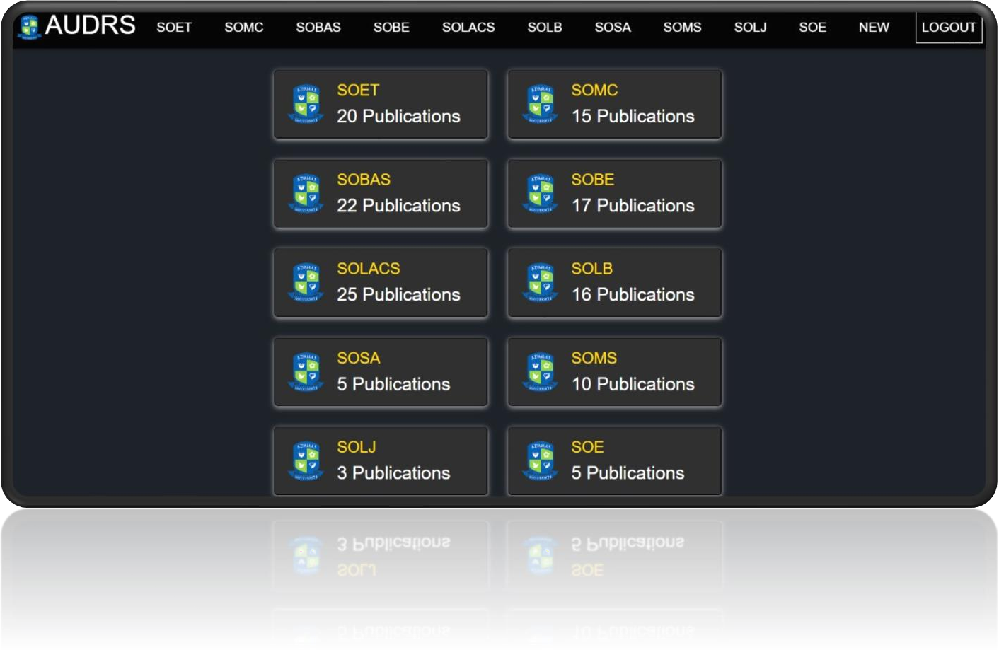 AUDRS SOET SOMC SOBAS SOBE SOLACS SOLB SOSA SOMS SOLJ SOE NEW LOGOUT
SOET
20 Publications
SOMC
15 Publications
SOBAS
22 Publications
SOBE
17 Publications
SOLACS
25 Publications
SOLB
16 Publications
SOSA
5 Publications
SOMS
10 Publications
SOLJ
3 Publications
SOE
5 Publications